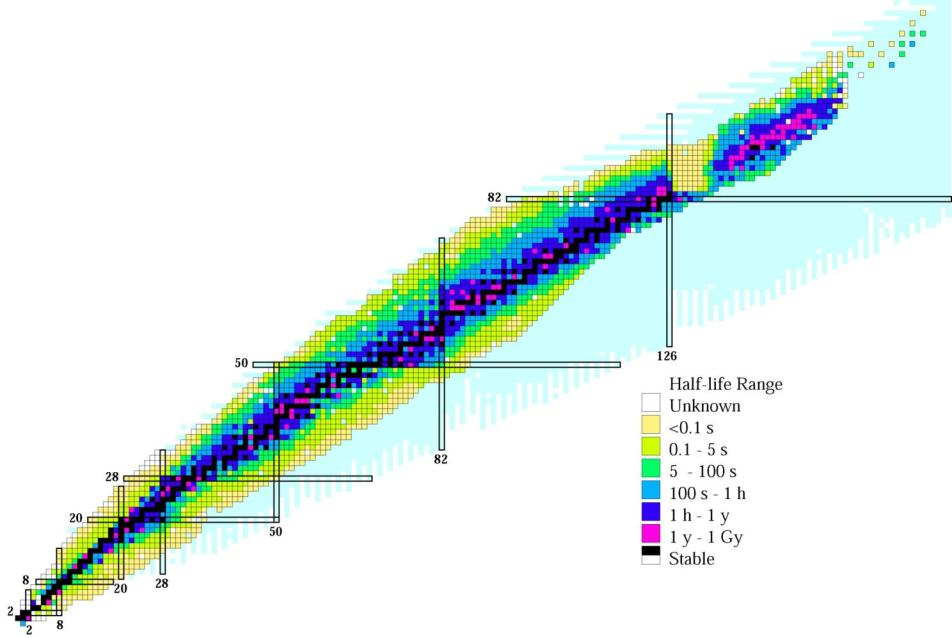 82
50
126
Half-life Range
Unknown
<0.1 s
0.1 - 5 s
5 - 100 s
100 s - 1 h
1 h - 1 y
1 y - 1 Gy
Stable
82
28
20
50
8
20
28
2
8
2